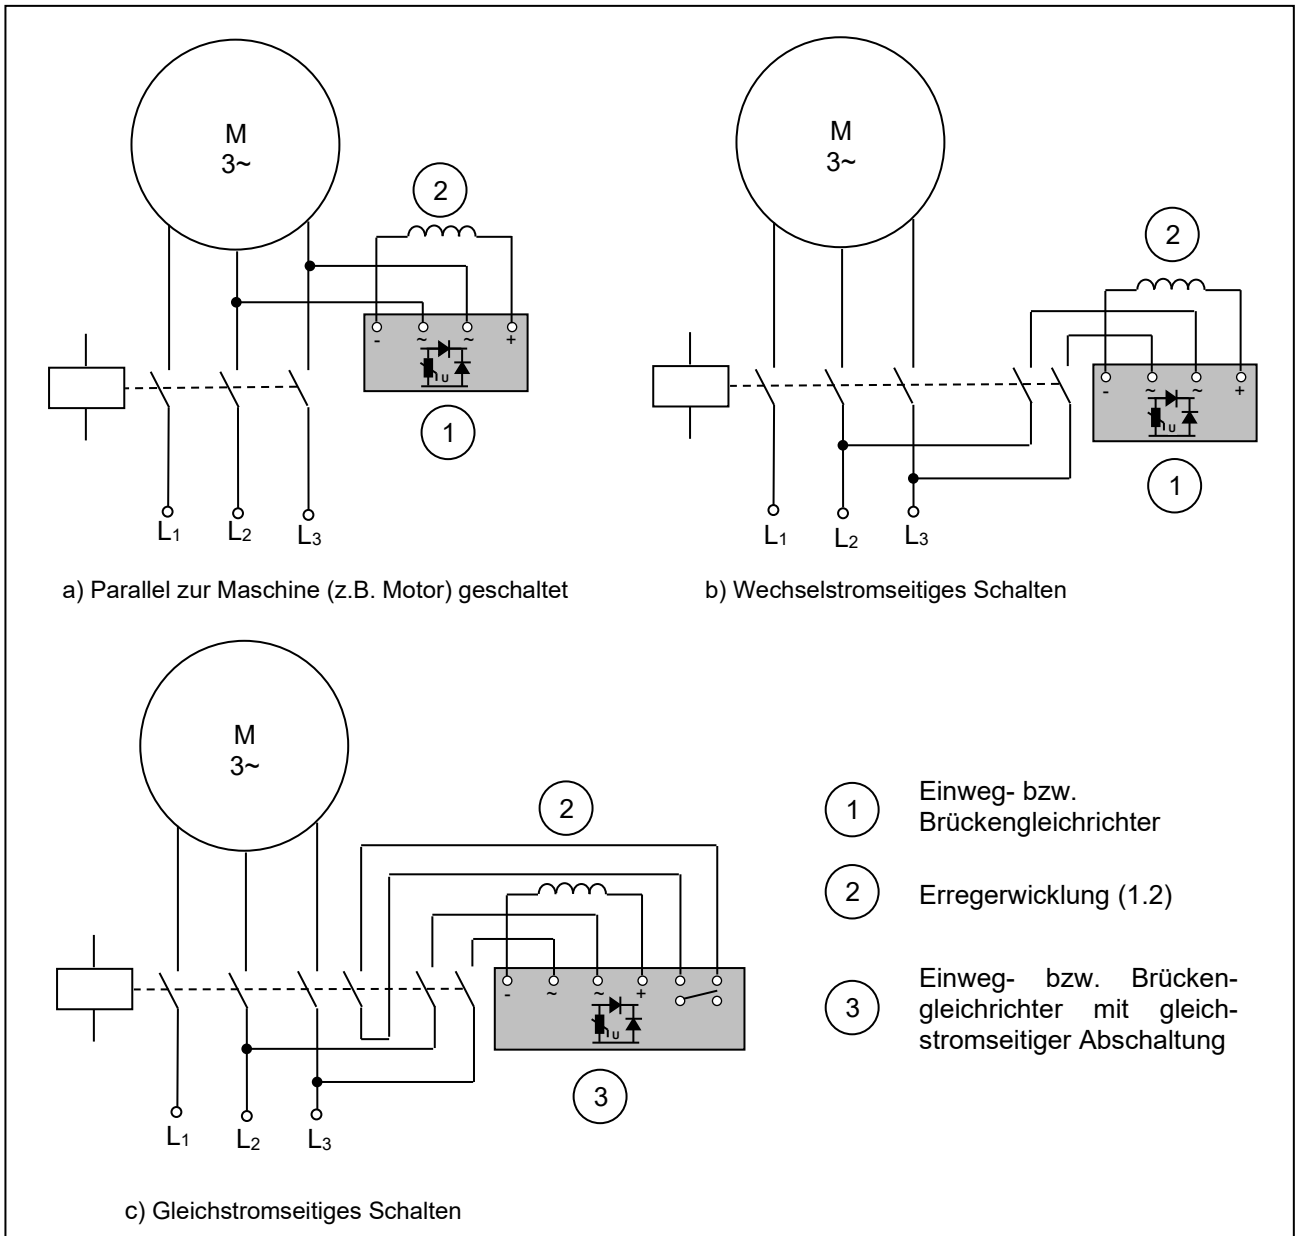 M
3~
2
- ~ ~ +
U
1
L1 L2 L3
a) Parallel zur Maschine (z.B. Motor) geschaltet
M
3~
2
- ~ ~ +
U
1
L1 L2 L3
b) Wechselstromseitiges Schalten
M
3~
2
- ~ ~ +
U
3
L1 L2 L3
c) Gleichstromseitiges Schalten
1 Einweg- bzw.
Brückengleichrichter
2 Erregerwicklung (1.2)
3 Einweg- bzw. Brücken-
gleichrichter mit gleich-
stromseitiger Abschaltung